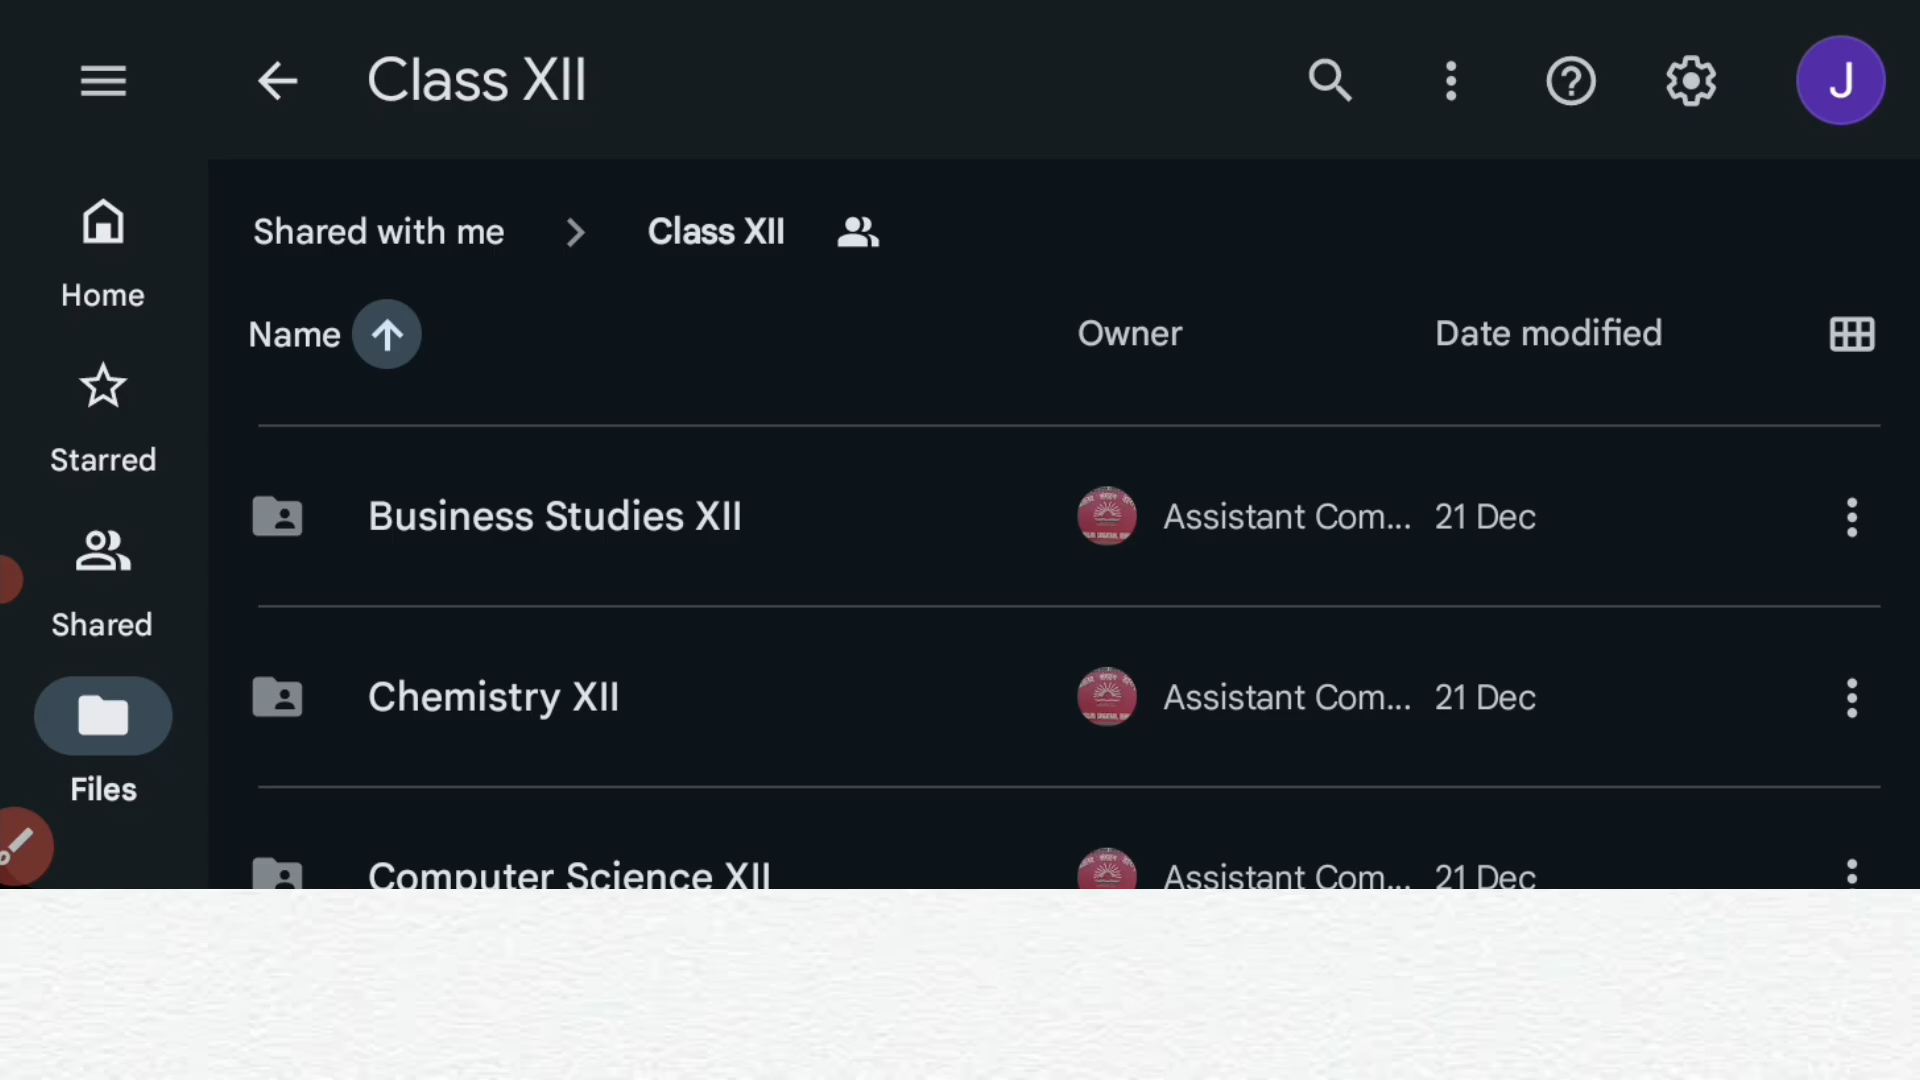 Class XII
J
Shared with me > Class XII
Name
Owner
Date modified
Home
Starred
Shared
Files
Business Studies XII
Assistant Com...
21 Dec
Chemistry XII
Assistant Com...
21 Dec
Computer Science XII
Assistant Com...
21 Dec